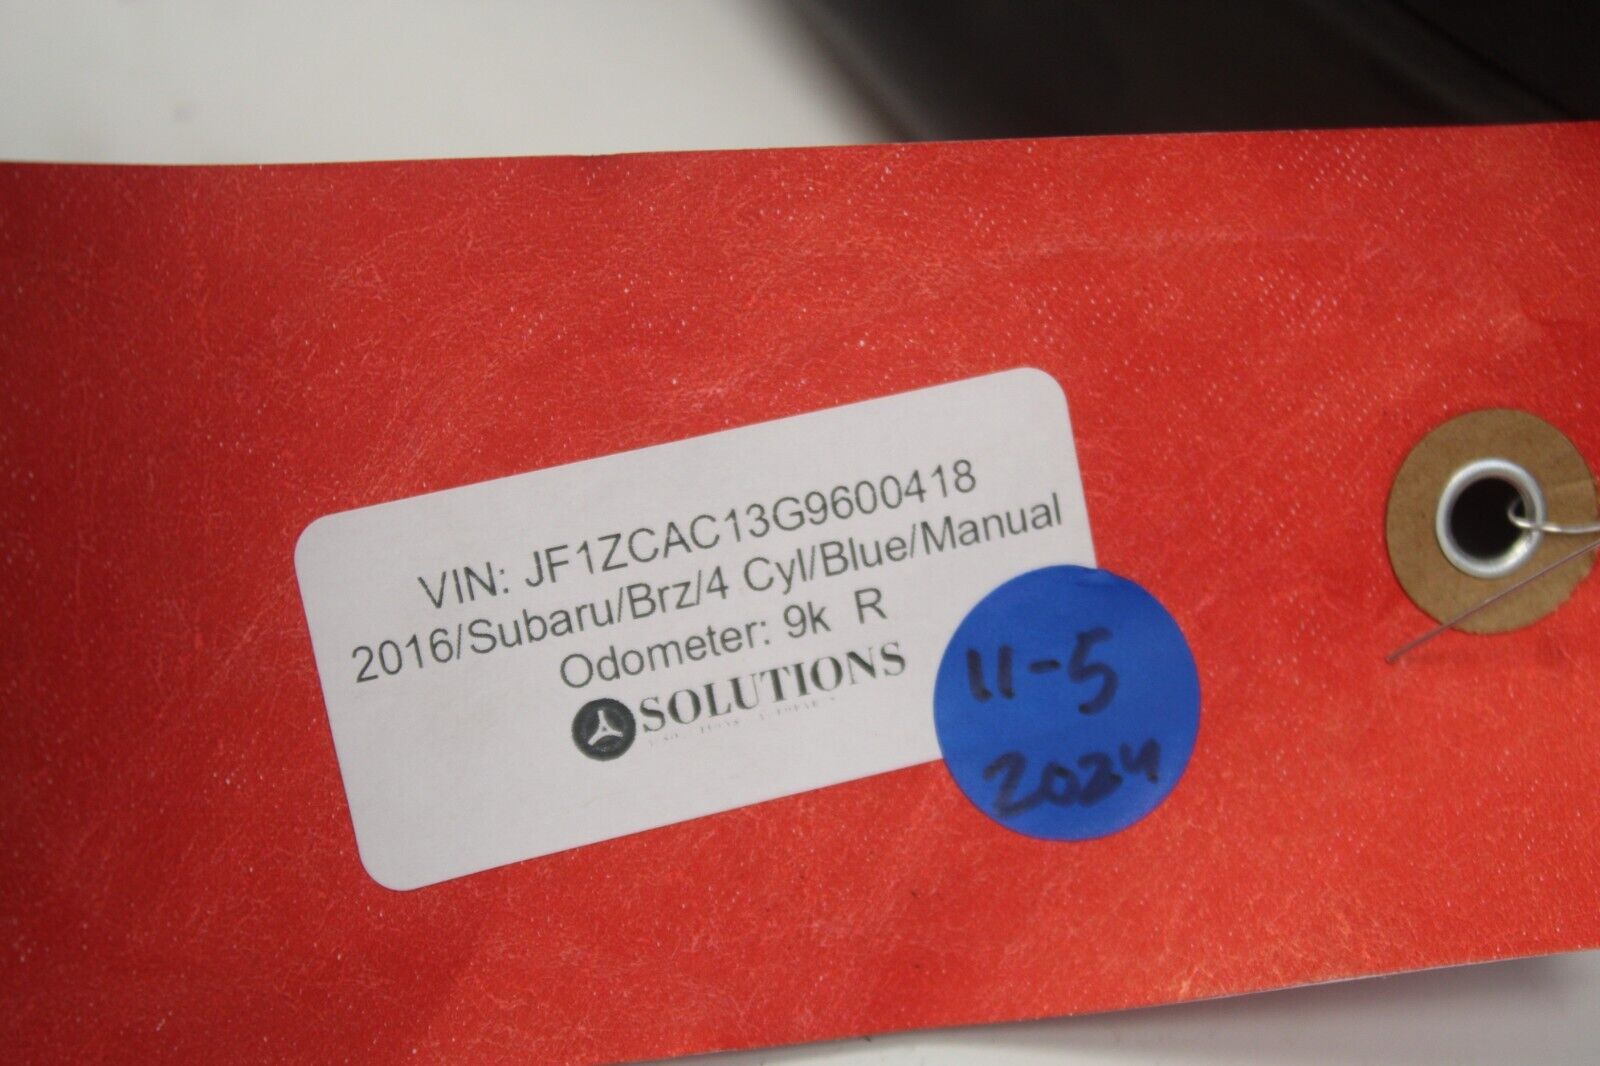 VIN: JF1ZCAC13G9600418
2016/Subaru/Brz/4 Cyl/Blue/Manual
Odometer: 9k R
SOLUTIONS
11-5
2024